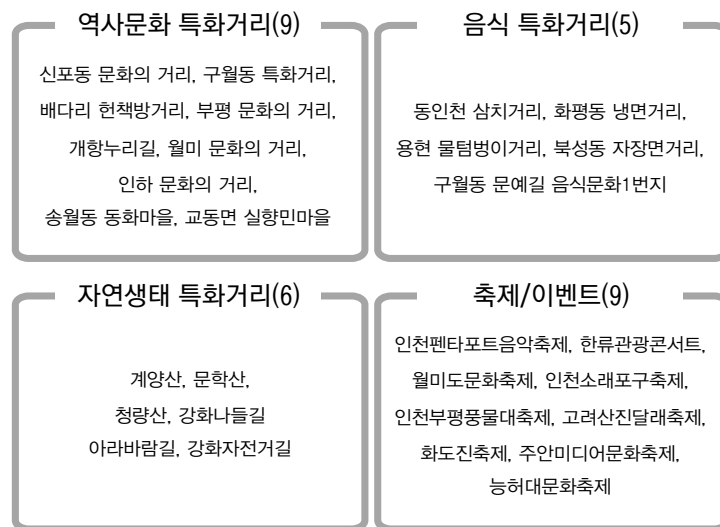 역사문화 특화거리(9)
신포동 문화의 거리, 구월동 특화거리,
배다리 헌책방거리, 부평 문화의 거리,
개항누리길, 월미 문화의 거리,
인하 문화의 거리,
송월동 동화마을, 교동면 실향민마을
음식 특화거리(5)
동인천 삼치거리, 화평동 냉면거리,
용현 물텀벙이거리, 북성동 자장면거리,
구월동 문예길 음식문화1번지
자연생태 특화거리(6)
계양산, 문학산,
청량산, 강화나들길
아라바람길, 강화자전거길
축제/이벤트(9)
인천펜타포트음악축제, 한류관광콘서트,
월미도문화축제, 인천소래포구축제,
인천부평풍물대축제, 고려산진달래축제,
화도진축제, 주안미디어문화축제,
능허대문화축제